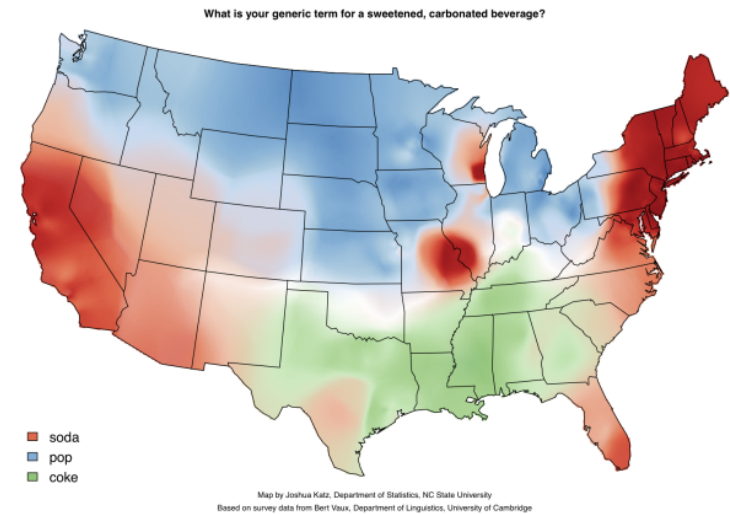 What is your generic term for a sweetened, carbonated beverage?
soda
pop
coke
Map by Joshua Katz, Department of Statistics, NC State University
Based on survey data from Bert Vaux, Department of Linguistics, University of Cambridge